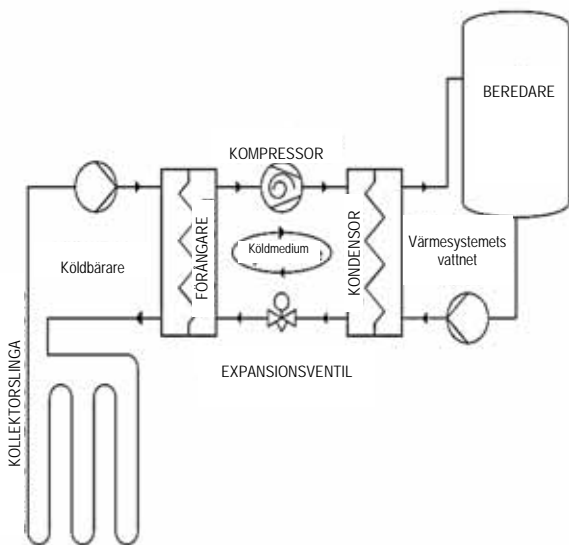 BEREDARE
KOMPRESSOR
FÖRÅNGARE
Köldmedium
KONDENSOR
Värmesystemets
vattnet
Köldbärare
KOLLEKTORSLINGA
EXPANSIONSVENTIL